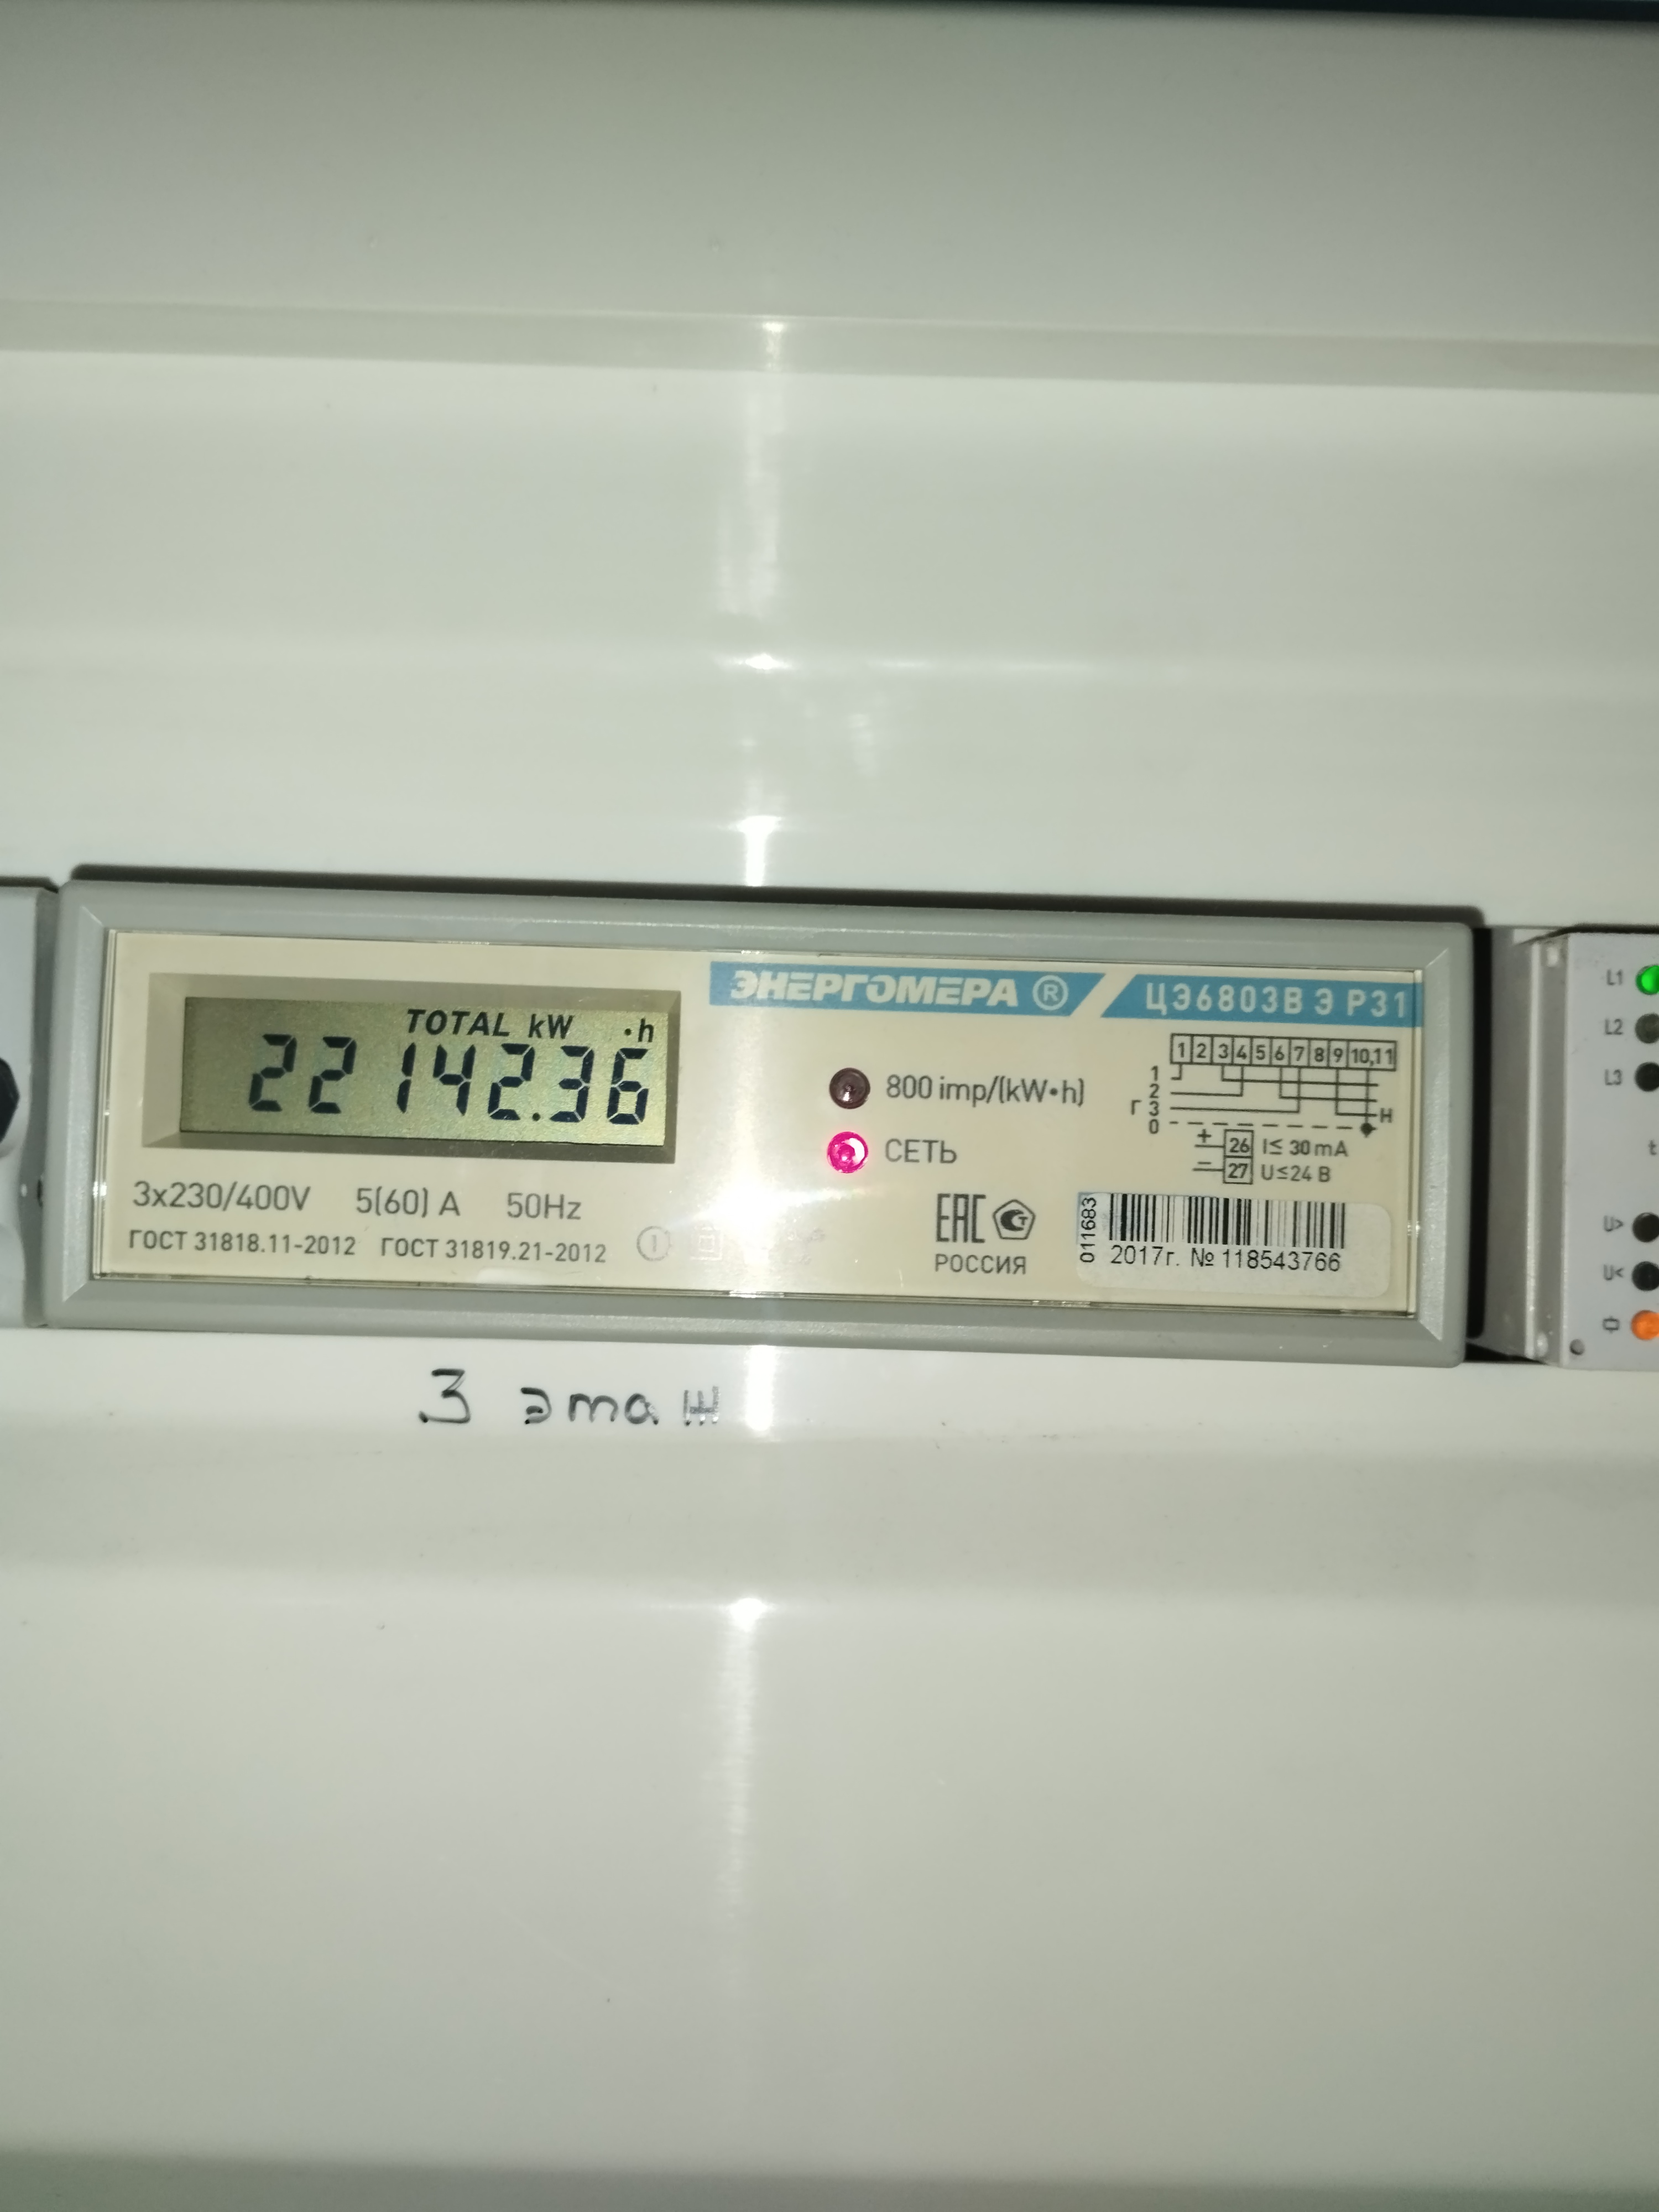 TOTAL kW·h
22142.36
ЭНЕРГОМЕРА ®
ЦЭ6803В Э Р31
800 imp/(kW•h)
СЕТЬ
3x230/400V 5(60) A 50Hz
ГОСТ 31818.11-2012 ГОСТ 31819.21-2012
1 2 3 4 5 6 7 8 9 10,11
1
2
Г 3
0
Н
+ 26 I≤ 30 mA
− 27 U≤24 В
ЕАС
РОССИЯ
011683
2017г. № 118543766
L1
L2
L3
t
U>
U<
3 этаж